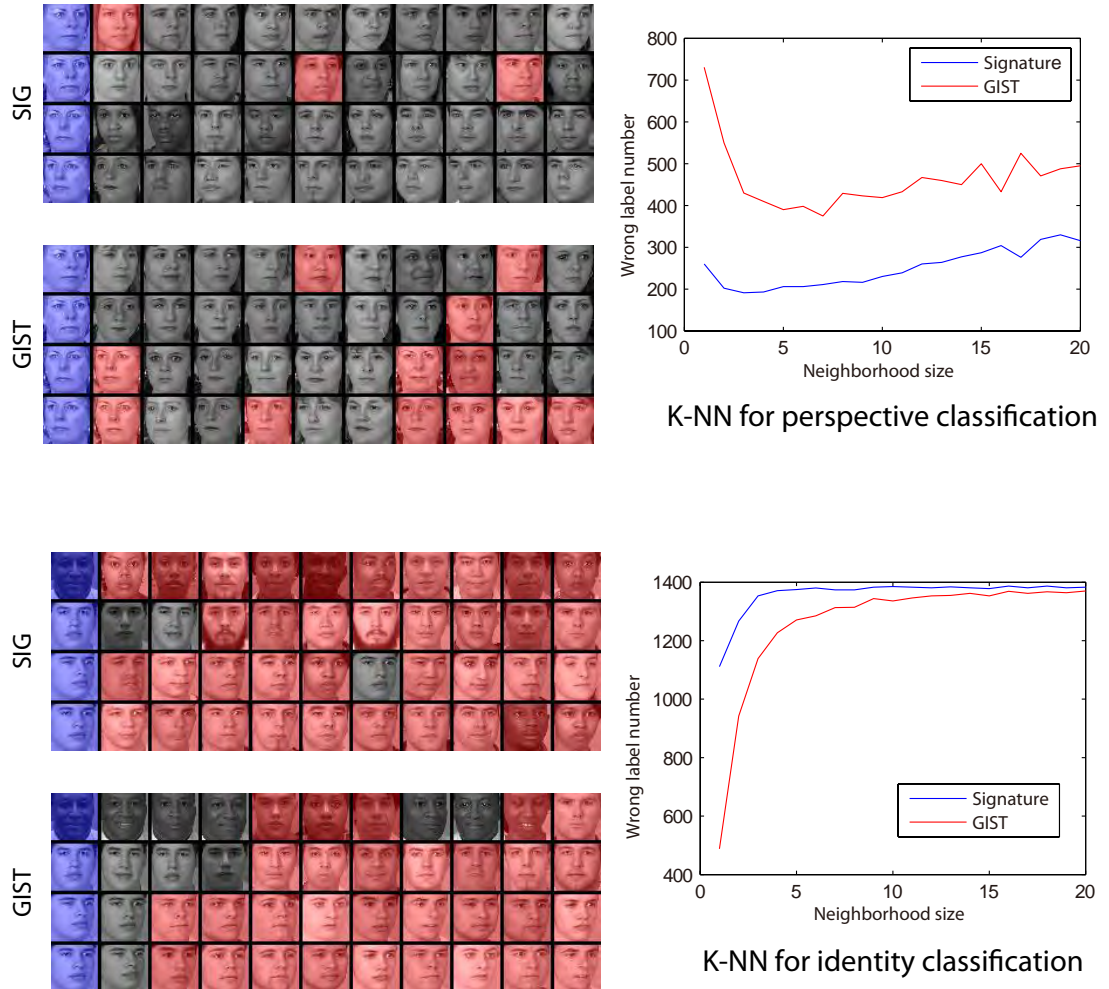 SIG
GIST
800
700
600
500
400
300
200
100
0
5
10
15
20
Wrong label number
Neighborhood size
Signature
GIST
K-NN for perspective classification
SIG
GIST
1400
1200
1000
800
600
400
0
5
10
15
20
Wrong label number
Neighborhood size
Signature
GIST
K-NN for identity classification